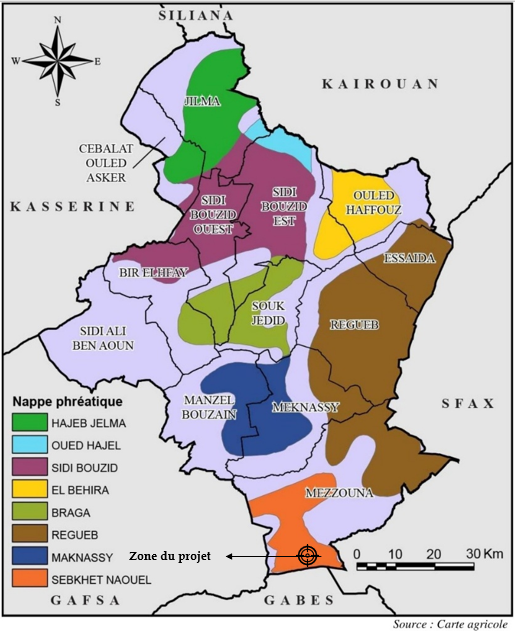 SILIANA
N
W
E
S
KAIROUAN
JILMA
CEBALAT
OULED
ASKER
KASSERINE
SIDI
BOUZID
OUEST
SIDI
BOUZID
EST
OULED
HAFFOUZ
ESSAIDA
BIR ELHFAY
SOUK
JEDID
REGUEB
SIDI ALI
BEN AOUN
MANZEL
BOUZAIN
MEKNASSY
SFAX
MEZZOUNA
Nappe phréatique
HAJEB JELMA
OUED HAJEL
SIDI BOUZID
EL BEHIRA
BRAGA
REGUEB
MAKNASSY
SEBKHET NAOUEL
Zone du projet
0 10 20 30 Km
GAFSA
GABES
Source : Carte agricole